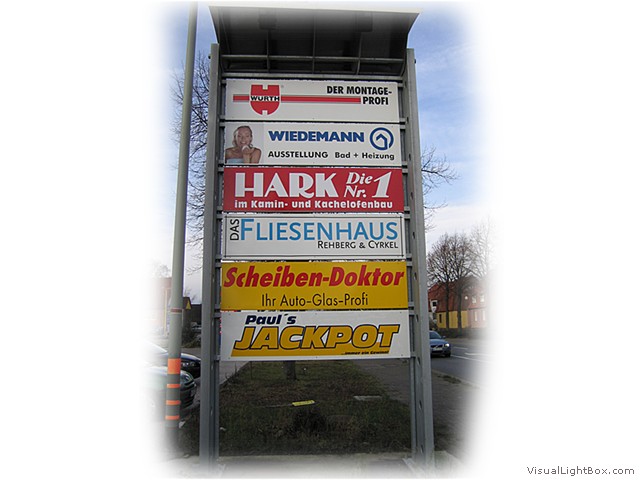 WÜRTH
DER MONTAGE-
PROFI
WIEDEMANN
AUSSTELLUNG Bad + Heizung
HARK Die
Nr. 1
im Kamin- und Kachelofenbau
DAS FLIESENHAUS
REHBERG & CYRKEL
Scheiben-Doktor
Ihr Auto-Glas-Profi
Paul´s
JACKPOT
VisualLightBox.com